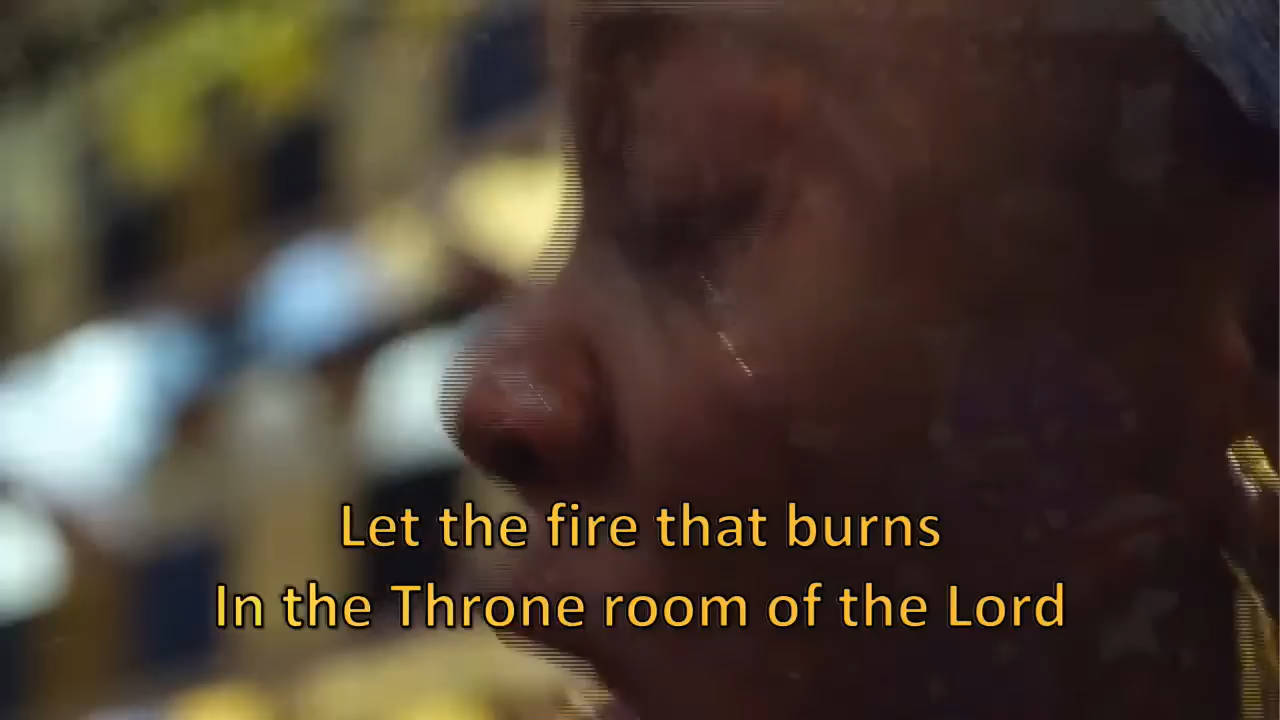 Let the fire that burns
In the Throne room of the Lord